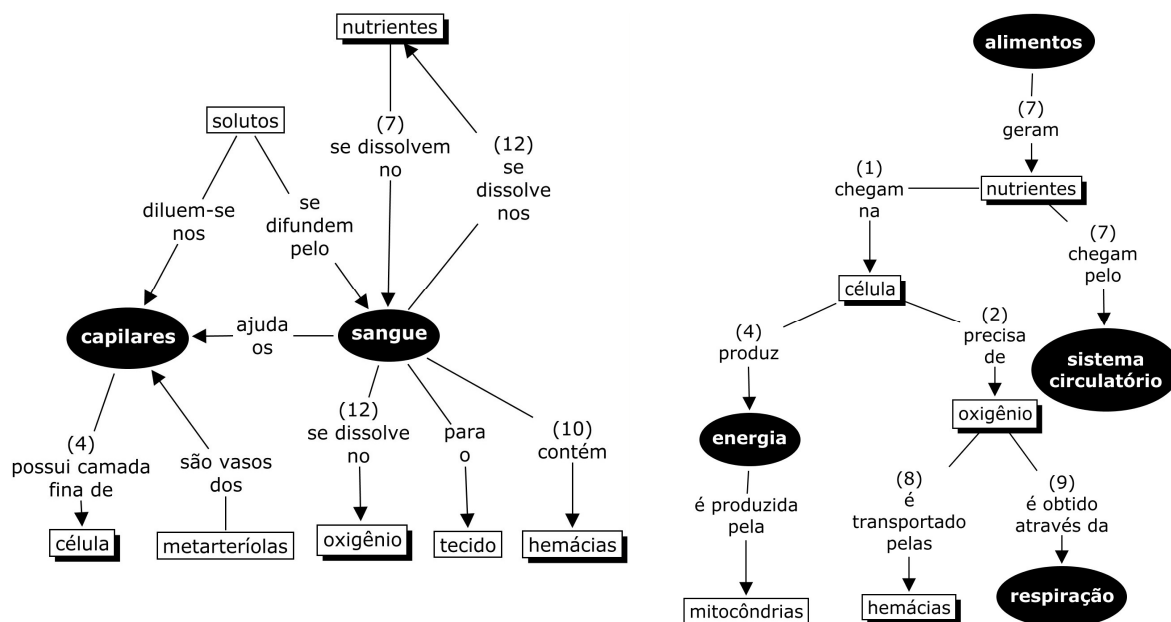 nutrientes
solutos
(7)
se dissolvem
no
(12)
se
dissolve
nos
diluem-se
nos
se
difundem
pelo
capilares
ajuda
os
sangue
(4)
possui camada
fina de
são vasos
dos
(12)
se dissolve
no
para
o
(10)
contém
célula
metarteríolas
oxigênio
tecido
hemácias
alimentos
(7)
geram
nutrientes
(1)
chegam
na
(7)
chegam
pelo
célula
sistema
circulatório
(4)
produz
(2)
precisa
de
energia
oxigênio
é produzida
pela
(8)
é
transportado
pelas
(9)
é obtido
através da
mitocôndrias
hemácias
respiração